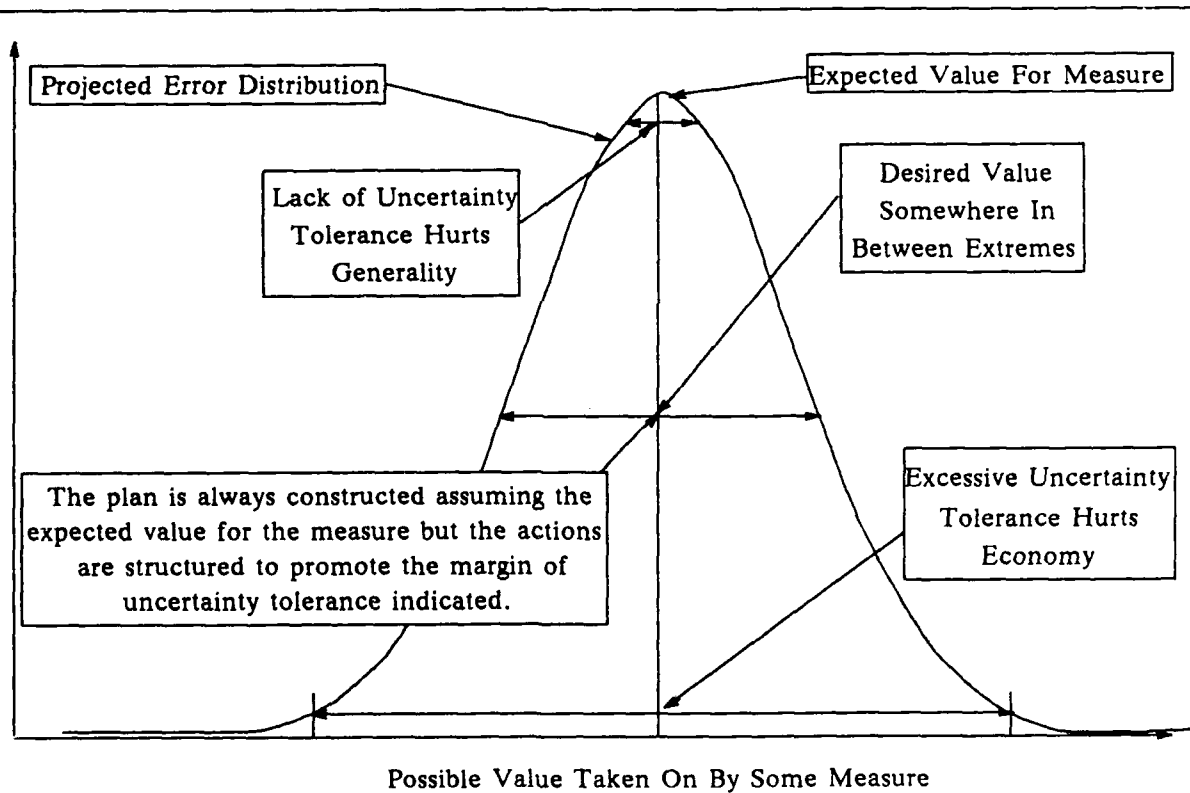 Projected Error Distribution
Expected Value For Measure
Lack of Uncertainty
Tolerance Hurts
Generality
Desired Value
Somewhere In
Between Extremes
The plan is always constructed assuming the
expected value for the measure but the actions
are structured to promote the margin of
uncertainty tolerance indicated.
Excessive Uncertainty
Tolerance Hurts
Economy
Possible Value Taken On By Some Measure